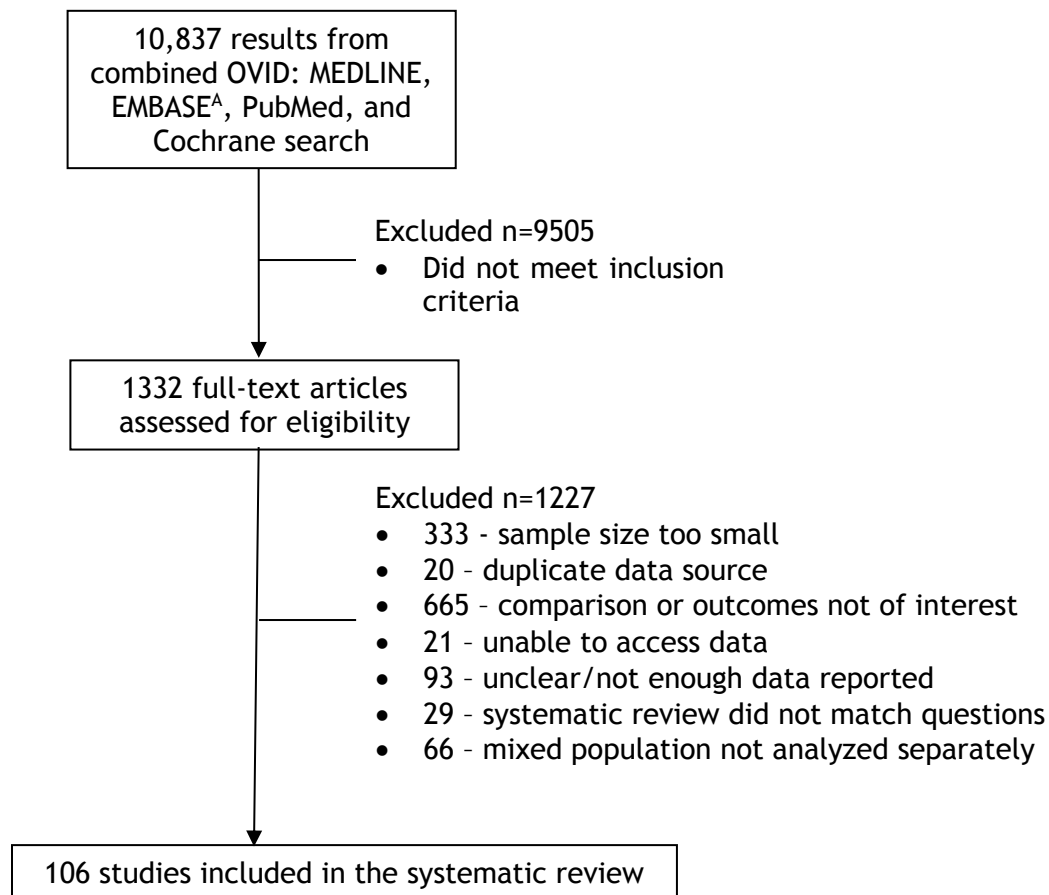 10,837 results from
combined OVID: MEDLINE,
EMBASEᴬ, PubMed, and
Cochrane search
Excluded n=9505
• Did not meet inclusion
criteria
1332 full-text articles
assessed for eligibility
Excluded n=1227
• 333 - sample size too small
• 20 – duplicate data source
• 665 – comparison or outcomes not of interest
• 21 – unable to access data
• 93 – unclear/not enough data reported
• 29 – systematic review did not match questions
• 66 – mixed population not analyzed separately
106 studies included in the systematic review